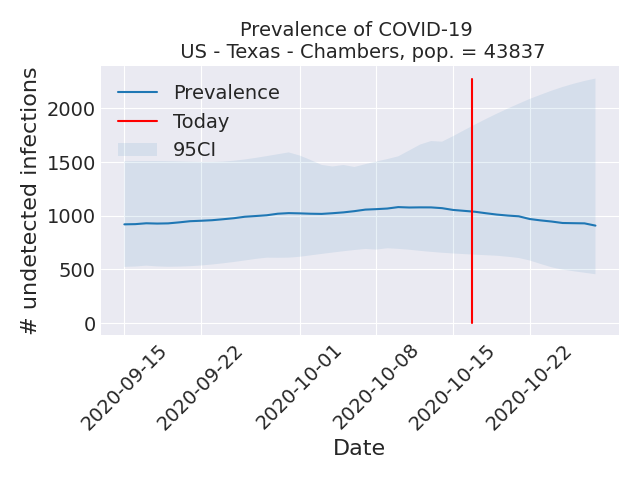 Prevalence of COVID-19
US - Texas - Chambers, pop. = 43837
# undetected infections
2000
1500
1000
500
0
Prevalence
Today
95CI
2020-09-15
2020-09-22
2020-10-01
2020-10-08
2020-10-15
2020-10-22
Date